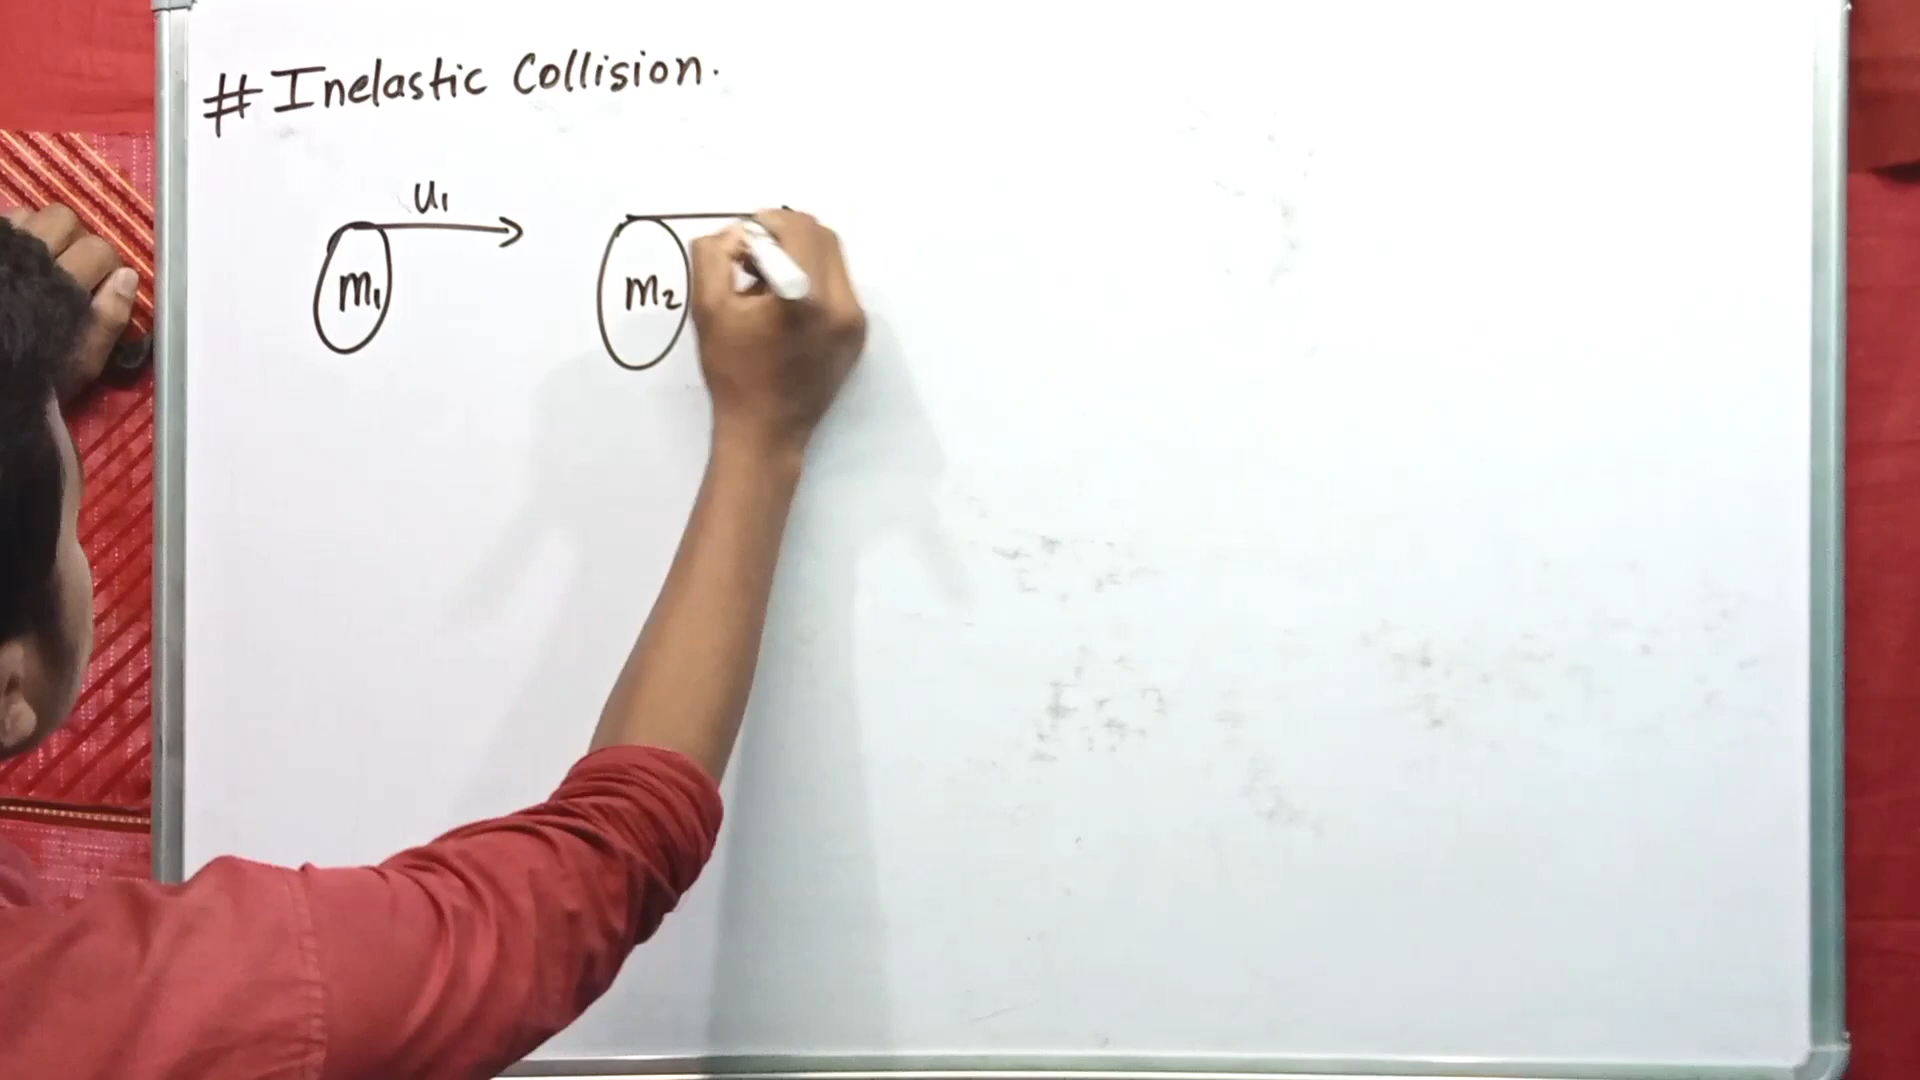 # Inelastic Collision.
u₁
m₁ m₂